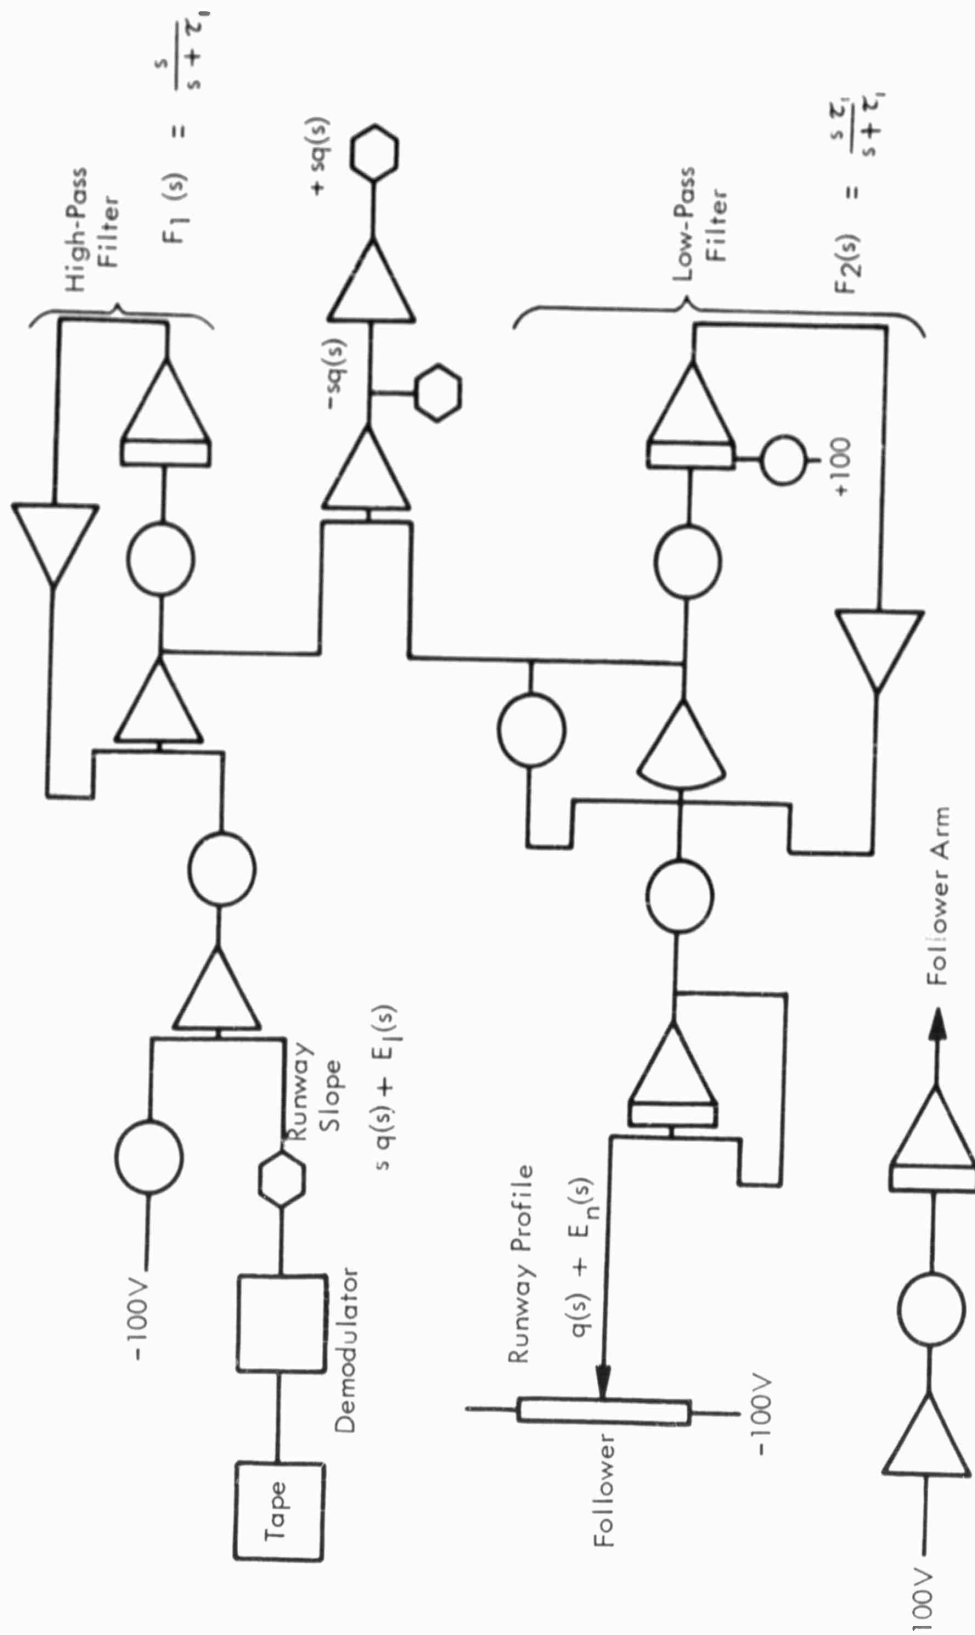 High-Pass
Filter
F1 (s) = s / s + τ1
+ sq(s)
-sq(s)
-100V
Runway
Slope
s q(s) + E1(s)
Tape
Demodulator
Low-Pass
Filter
F2(s) = s τ1 / s + τ1
+100
Runway Profile
q(s) + En(s)
Follower
-100V
100V
Follower Arm